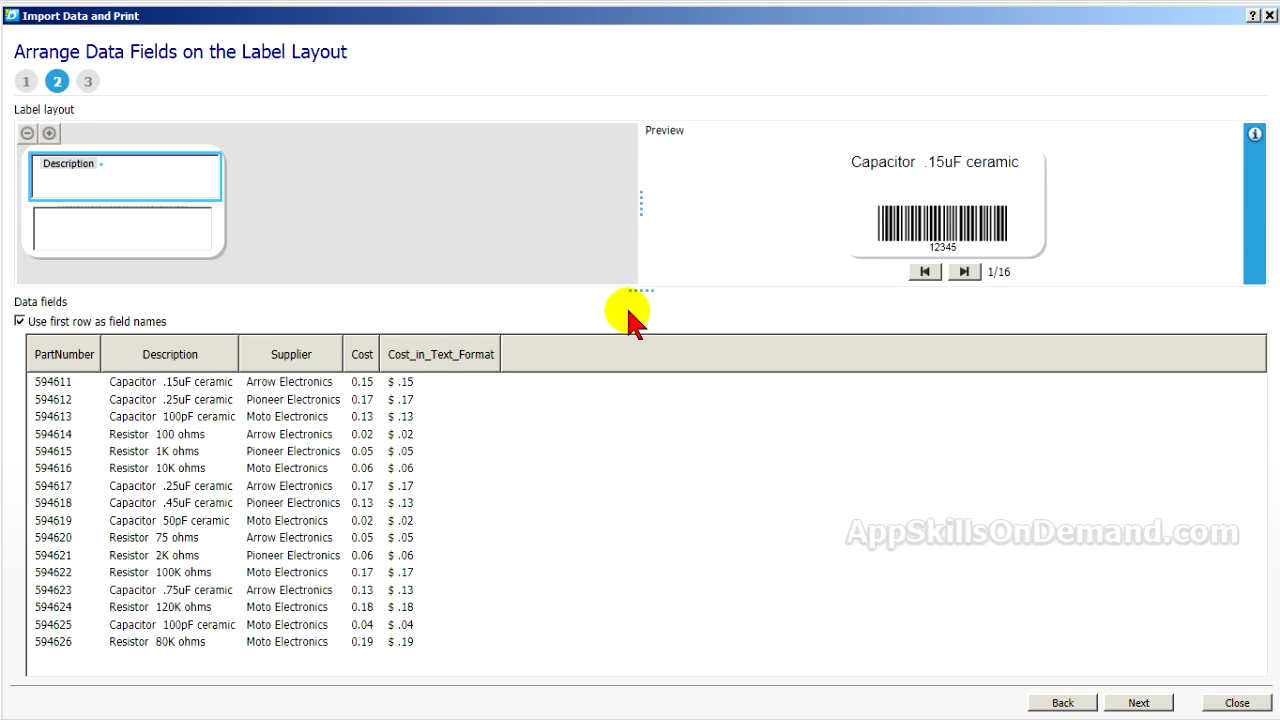 Import Data and Print
? X
Arrange Data Fields on the Label Layout
1 2 3
Label layout
Preview
Description
Capacitor .15uF ceramic
12345
1/16
Data fields
Use first row as field names
PartNumber Description Supplier Cost Cost_in_Text_Format
594611 Capacitor .15uF ceramic Arrow Electronics 0.15 $ .15
594612 Capacitor .25uF ceramic Pioneer Electronics 0.17 $ .17
594613 Capacitor 100pF ceramic Moto Electronics 0.13 $ .13
594614 Resistor 100 ohms Arrow Electronics 0.02 $ .02
594615 Resistor 1K ohms Pioneer Electronics 0.05 $ .05
594616 Resistor 10K ohms Moto Electronics 0.06 $ .06
594617 Capacitor .25uF ceramic Arrow Electronics 0.17 $ .17
594618 Capacitor .45uF ceramic Pioneer Electronics 0.13 $ .13
594619 Capacitor 50pF ceramic Moto Electronics 0.02 $ .02
594620 Resistor 75 ohms Arrow Electronics 0.05 $ .05
594621 Resistor 2K ohms Pioneer Electronics 0.06 $ .06
594622 Resistor 100K ohms Moto Electronics 0.17 $ .17
594623 Capacitor .75uF ceramic Arrow Electronics 0.13 $ .13
594624 Resistor 120K ohms Moto Electronics 0.18 $ .18
594625 Capacitor 100pF ceramic Moto Electronics 0.04 $ .04
594626 Resistor 80K ohms Moto Electronics 0.19 $ .19
AppSkillsOnDemand.com
Back Next Close